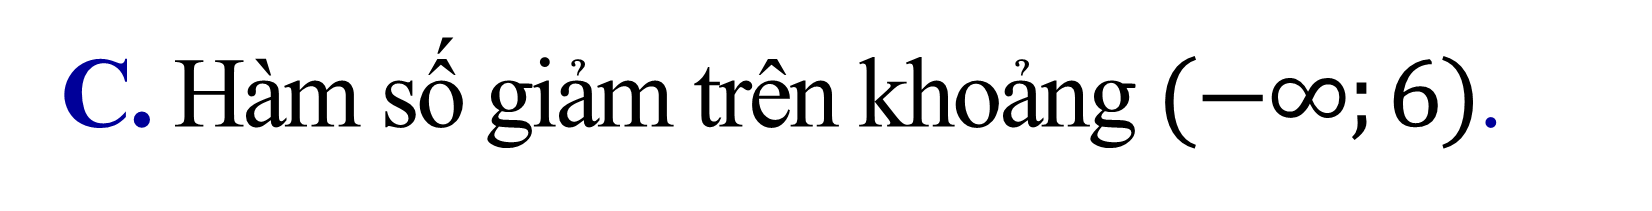 C. Hàm số giảm trên khoảng (−∞; 6).